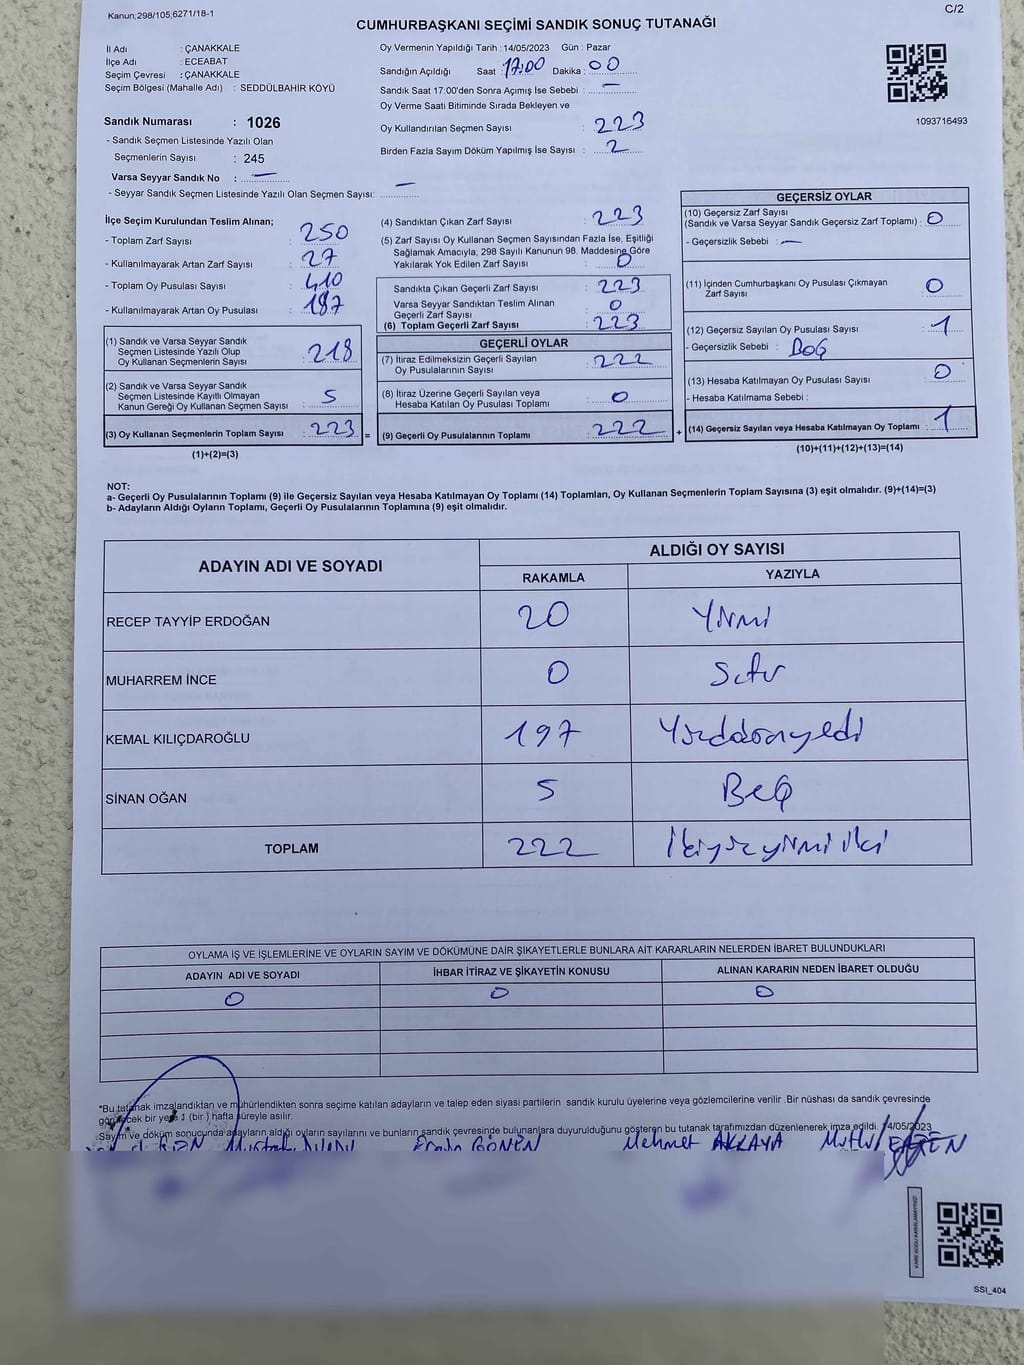 Kanun,298/105;6271/18-1
C/2
CUMHURBAŞKANI SEÇİMİ SANDIK SONUÇ TUTANAĞI
İl Adı : ÇANAKKALE
İlçe Adı : ECEABAT
Seçim Çevresi : ÇANAKKALE
Seçim Bölgesi (Mahalle Adı) : SEDDÜLBAHİR KÖYÜ
Oy Vermenin Yapıldığı Tarih : 14/05/2023 Gün : Pazar
Sandığın Açıldığı Saat : 17:00 Dakika : 00
Sandık Saat 17:00'den Sonra Açımış İse Sebebi : —
Oy Verme Saati Bitiminde Sırada Bekleyen ve
Oy Kullandırılan Seçmen Sayısı : 223
Birden Fazla Sayım Döküm Yapılmış İse Sayısı : 2
1093716493
Sandık Numarası : 1026
- Sandık Seçmen Listesinde Yazılı Olan
Seçmenlerin Sayısı : 245
Varsa Seyyar Sandık No : —
- Seyyar Sandık Seçmen Listesinde Yazılı Olan Seçmen Sayısı: —
İlçe Seçim Kurulundan Teslim Alınan;
- Toplam Zarf Sayısı : 250
- Kullanılmayarak Artan Zarf Sayısı : 27
- Toplam Oy Pusulası Sayısı : 410
- Kullanılmayarak Artan Oy Pusulası : 187
(1) Sandık ve Varsa Seyyar Sandık
Seçmen Listesinde Yazılı Olup
Oy Kullanan Seçmenlerin Sayısı : 218
(2) Sandık ve Varsa Seyyar Sandık
Seçmen Listesinde Kayıtlı Olmayan
Kanun Gereği Oy Kullanan Seçmen Sayısı : 5
(3) Oy Kullanan Seçmenlerin Toplam Sayısı : 223 =
(1)+(2)=(3)
(4) Sandıktan Çıkan Zarf Sayısı : 223
(5) Zarf Sayısı Oy Kullanan Seçmen Sayısından Fazla İse, Eşitliği
Sağlamak Amacıyla, 298 Sayılı Kanunun 98. Maddesine Göre
Yakılarak Yok Edilen Zarf Sayısı : 0
Sandıkta Çıkan Geçerli Zarf Sayısı : 223
Varsa Seyyar Sandıktan Teslim Alınan
Geçerli Zarf Sayısı : 0
(6) Toplam Geçerli Zarf Sayısı : 223
GEÇERLİ OYLAR
(7) İtiraz Edilmeksizin Geçerli Sayılan
Oy Pusulalarının Sayısı : 222
(8) İtiraz Üzerine Geçerli Sayılan veya
Hesaba Katılan Oy Pusulası Toplamı : 0
(9) Geçerli Oy Pusulalarının Toplamı : 222 +
GEÇERSİZ OYLAR
(10) Geçersiz Zarf Sayısı
(Sandık ve Varsa Seyyar Sandık Geçersiz Zarf Toplamı) : 0
- Geçersizlik Sebebi : —
(11) İçinden Cumhurbaşkanı Oy Pusulası Çıkmayan
Zarf Sayısı : 0
(12) Geçersiz Sayılan Oy Pusulası Sayısı : 1
- Geçersizlik Sebebi : Boş
(13) Hesaba Katılmayan Oy Pusulası Sayısı : 0
- Hesaba Katılmama Sebebi :
(14) Geçersiz Sayılan veya Hesaba Katılmayan Oy Toplamı : 1
(10)+(11)+(12)+(13)=(14)
NOT:
a- Geçerli Oy Pusulalarının Toplamı (9) ile Geçersiz Sayılan veya Hesaba Katılmayan Oy Toplamı (14) Toplamları, Oy Kullanan Seçmenlerin Toplam Sayısına (3) eşit olmalıdır. (9)+(14)=(3)
b- Adayların Aldığı Oyların Toplamı, Geçerli Oy Pusulalarının Toplamına (9) eşit olmalıdır.
ADAYIN ADI VE SOYADI
ALDIĞI OY SAYISI
RAKAMLA YAZIYLA
RECEP TAYYİP ERDOĞAN 20 Yirmi
MUHARREM İNCE 0 Sıfır
KEMAL KILIÇDAROĞLU 197 Yüzdoksanyedi
SİNAN OĞAN 5 Beş
TOPLAM 222 İkiyüzyirmi iki
OYLAMA İŞ VE İŞLEMLERİNE VE OYLARIN SAYIM VE DÖKÜMÜNE DAİR ŞİKAYETLERLE BUNLARA AİT KARARLARIN NELERDEN İBARET BULUNDUKLARI
ADAYIN ADI VE SOYADI İHBAR İTİRAZ VE ŞİKAYETİN KONUSU ALINAN KARARIN NEDEN İBARET OLDUĞU
0 0 0
*Bu tutanak imzalandıktan ve mühürlendikten sonra seçime katılan adayların ve talep eden siyasi partilerin sandık kurulu üyelerine veya gözlemcilerine verilir .Bir nüshası da sandık çevresinde
görülecek bir yere 1 (bir ) hafta süreyle asılır.
Sayım ve döküm sonucunda adayların aldığı oyların sayılarını ve bunların sandık çevresinde bulunanlara duyurulduğunu gösteren bu tutanak tarafımızdan düzenlenerek imza edildi. 14/05/2023
GÖNEN Mehmet AKKAYA Mutlu
SSI_404